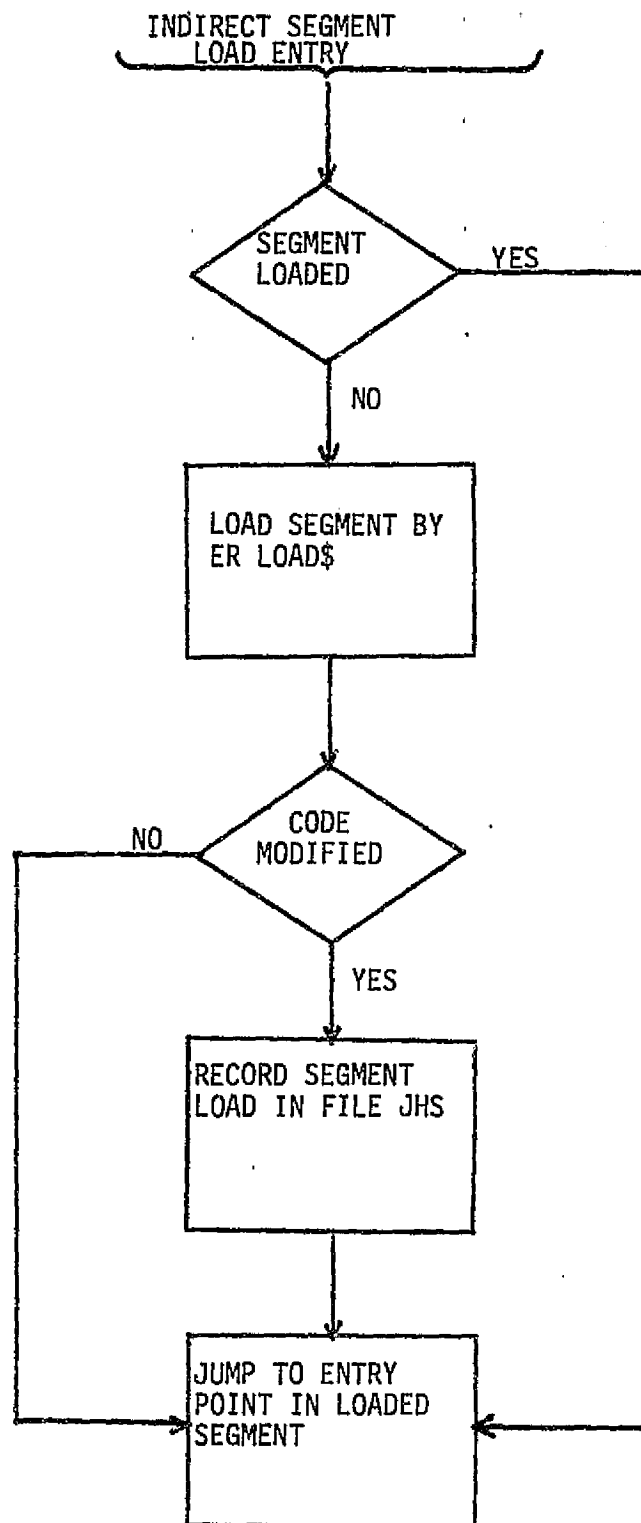 INDIRECT SEGMENT
LOAD ENTRY
SEGMENT
LOADED
YES
NO
LOAD SEGMENT BY
ER LOAD$
CODE
MODIFIED
NO
YES
RECORD SEGMENT
LOAD IN FILE JHS
JUMP TO ENTRY
POINT IN LOADED
SEGMENT